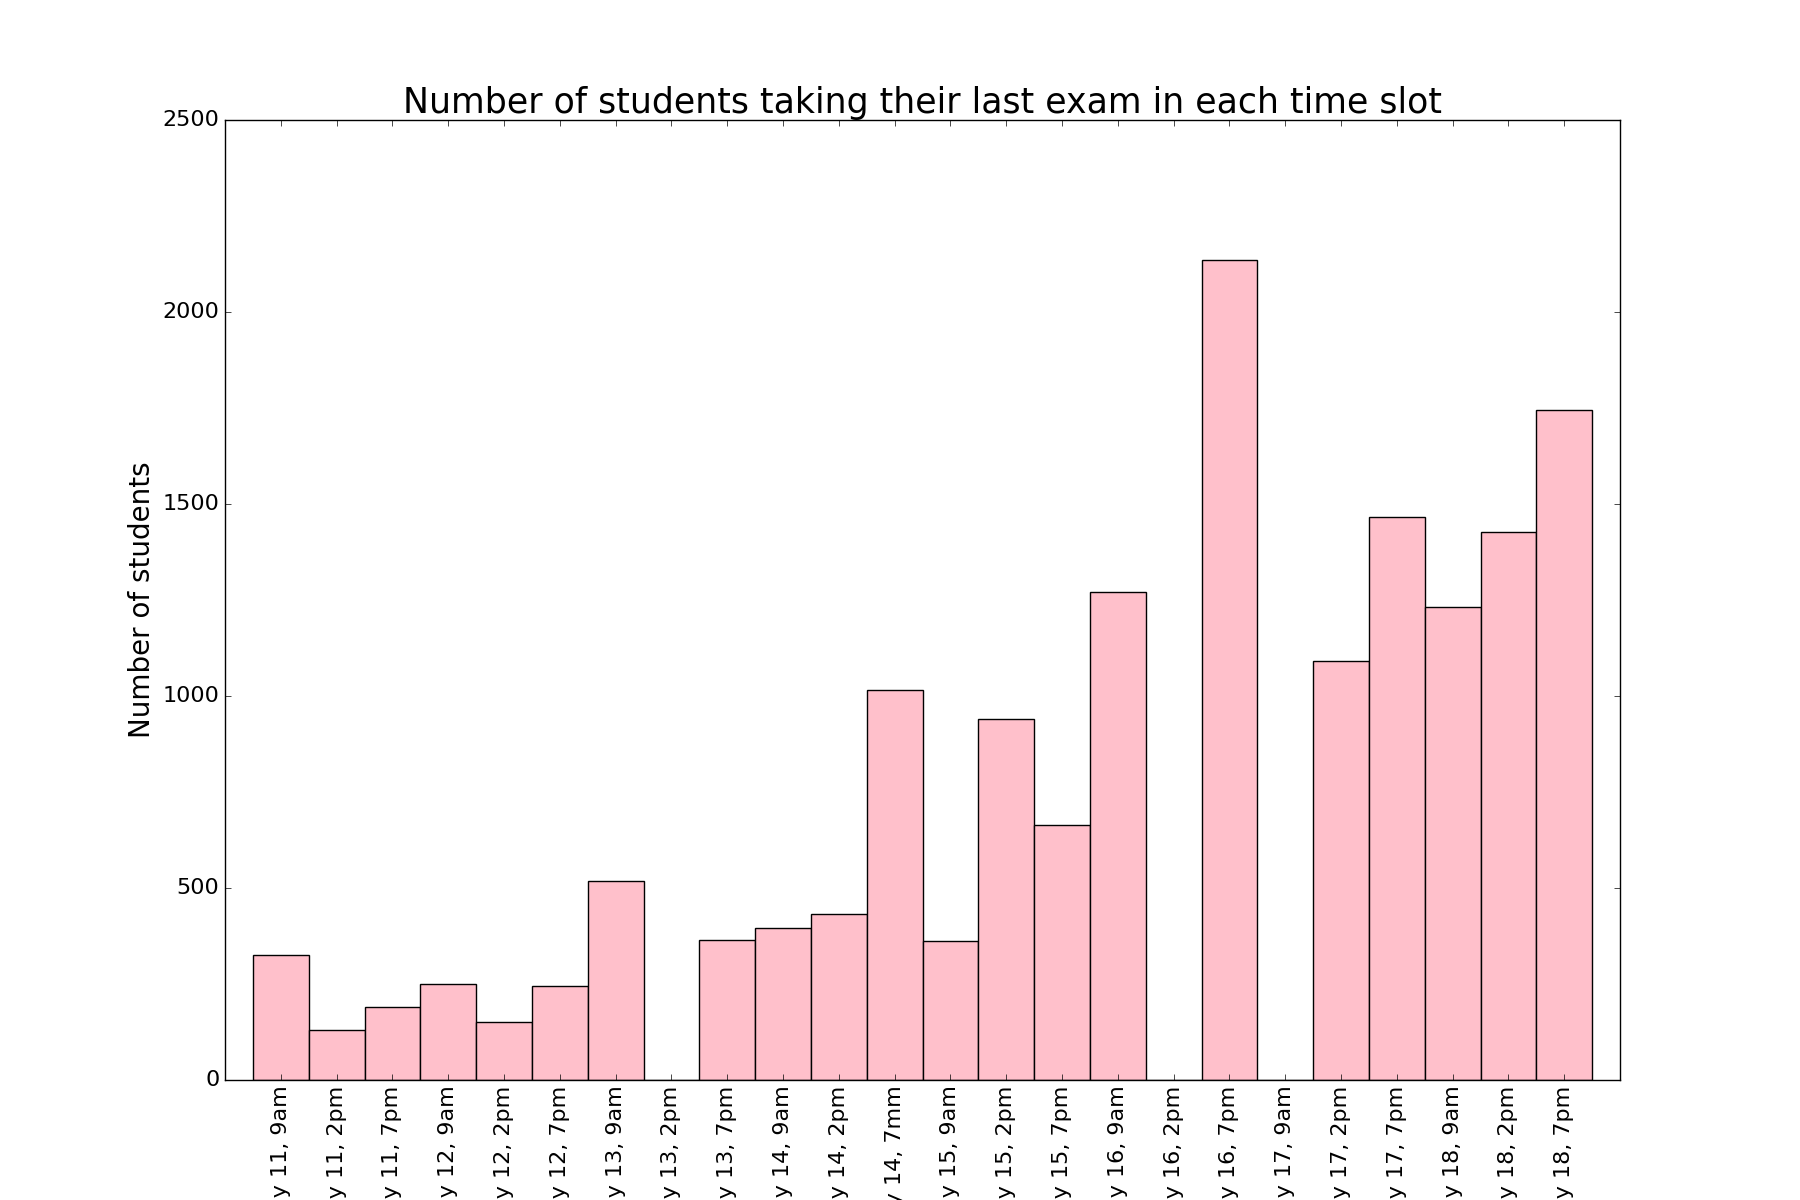 Number of students taking their last exam in each time slot
Number of students
2500
2000
1500
1000
500
0
y 11, 9am
y 11, 2pm
y 11, 7pm
y 12, 9am
y 12, 2pm
y 12, 7pm
y 13, 9am
y 13, 2pm
y 13, 7pm
y 14, 9am
y 14, 2pm
y 14, 7mm
y 15, 9am
y 15, 2pm
y 15, 7pm
y 16, 9am
y 16, 2pm
y 16, 7pm
y 17, 9am
y 17, 2pm
y 17, 7pm
y 18, 9am
y 18, 2pm
y 18, 7pm